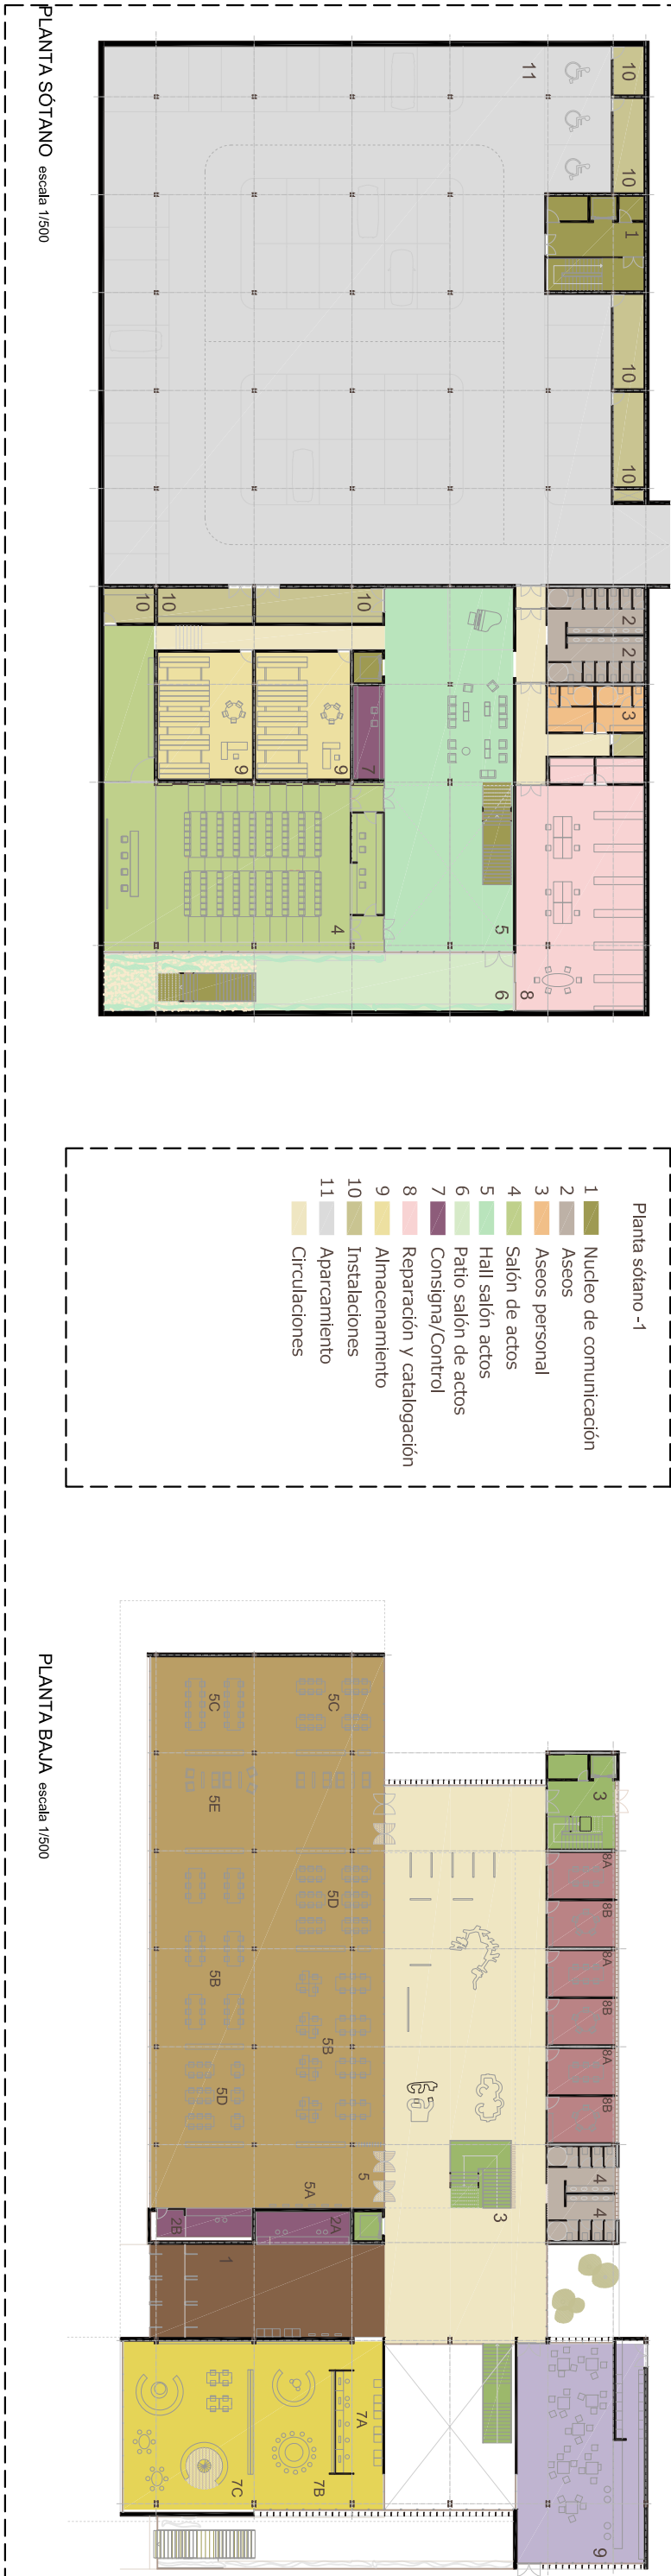 PLANTA SÓTANO escala 1/500
10
11
10
1
10
10
10
10
10
2
2
3
9
9
7
4
5
6
8
Planta sótano -1
1 Nucleo de comunicación
2 Aseos
3 Aseos personal
4 Salón de actos
5 Hall salón actos
6 Patio salón de actos
7 Consigna/Control
8 Reparación y catalogación
9 Almacenamiento
10 Instalaciones
11 Aparcamiento
Circulaciones
PLANTA BAJA escala 1/500
5C
5C
5E
3
8A
8B
5D
8A
5B
8B
5B
8A
5D
8B
5
5A
4
4
3
2B
2A
1
7A
7B
7C
9